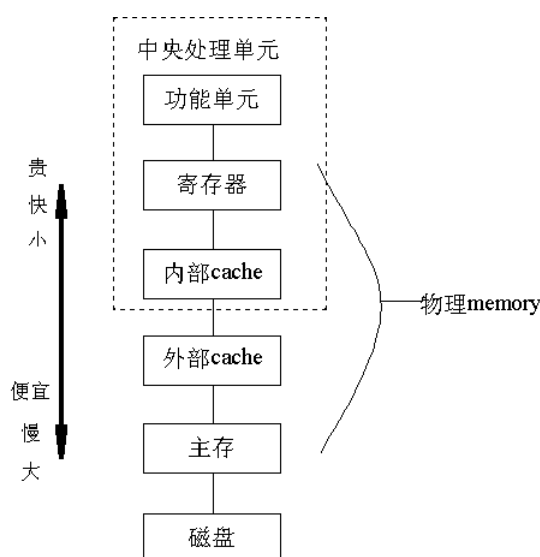 中央处理单元
功能单元
贵
快
小
寄存器
内部cache
物理memory
外部cache
便宜
慢
大
主存
磁盘